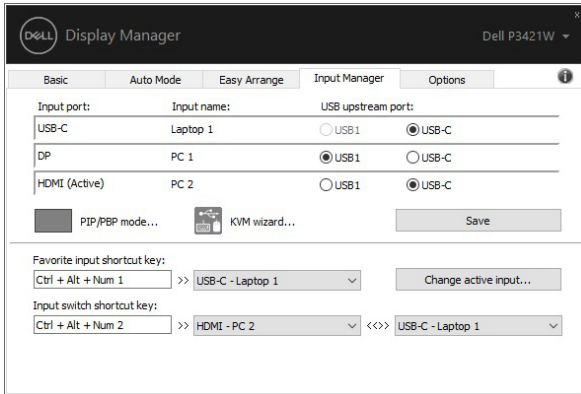 DELL Display Manager Dell P3421W
Basic Auto Mode Easy Arrange Input Manager Options
Input port: Input name: USB upstream port:
USB-C Laptop 1 USB1 USB-C
DP PC 1 USB1 USB-C
HDMI (Active) PC 2 USB1 USB-C
PIP/PBP mode... KVM wizard... Save
Favorite input shortcut key:
Ctrl + Alt + Num 1 >> USB-C - Laptop 1 Change active input...
Input switch shortcut key:
Ctrl + Alt + Num 2 >> HDMI - PC 2 <<>> USB-C - Laptop 1